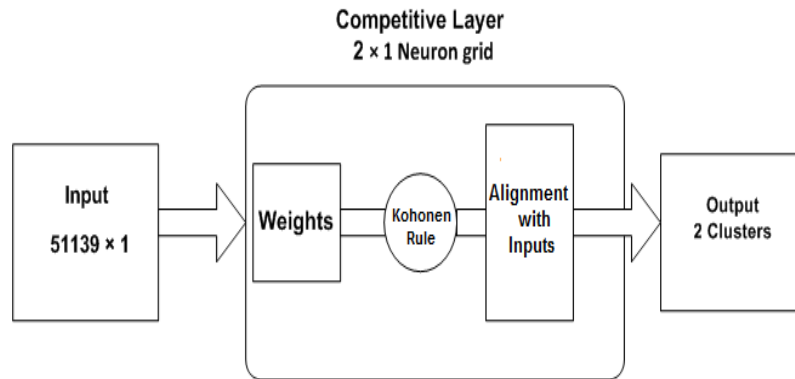 Competitive Layer
2 × 1 Neuron grid
Input
51139 × 1
Weights
Kohonen
Rule
Alignment
with
Inputs
Output
2 Clusters